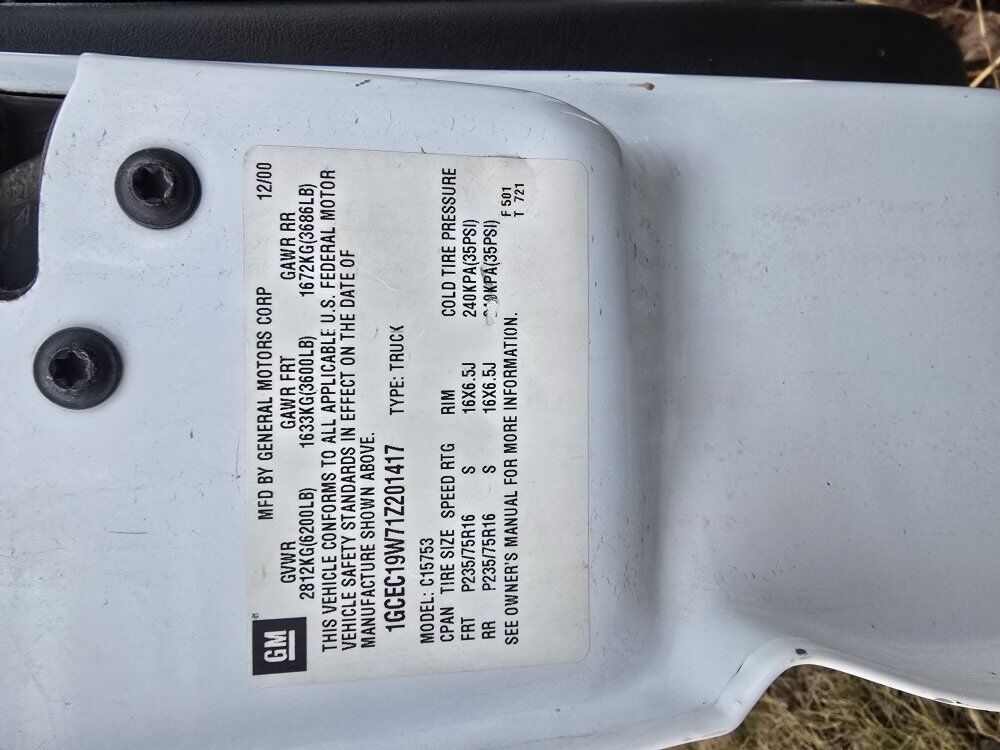 GM
MFD BY GENERAL MOTORS CORP 12/00
GVWR GAWR FRT GAWR RR
2812KG(6200LB) 1633KG(3600LB) 1672KG(3686LB)
THIS VEHICLE CONFORMS TO ALL APPLICABLE U.S. FEDERAL MOTOR
VEHICLE SAFETY STANDARDS IN EFFECT ON THE DATE OF
MANUFACTURE SHOWN ABOVE.
1GCEC19W71Z201417 TYPE: TRUCK
MODEL: C15753
CPAN TIRE SIZE SPEED RTG RIM COLD TIRE PRESSURE
FRT P235/75R16 S 16X6.5J 240KPA(35PSI)
RR P235/75R16 S 16X6.5J 240KPA(35PSI)
SEE OWNER'S MANUAL FOR MORE INFORMATION.
F 501
T 721